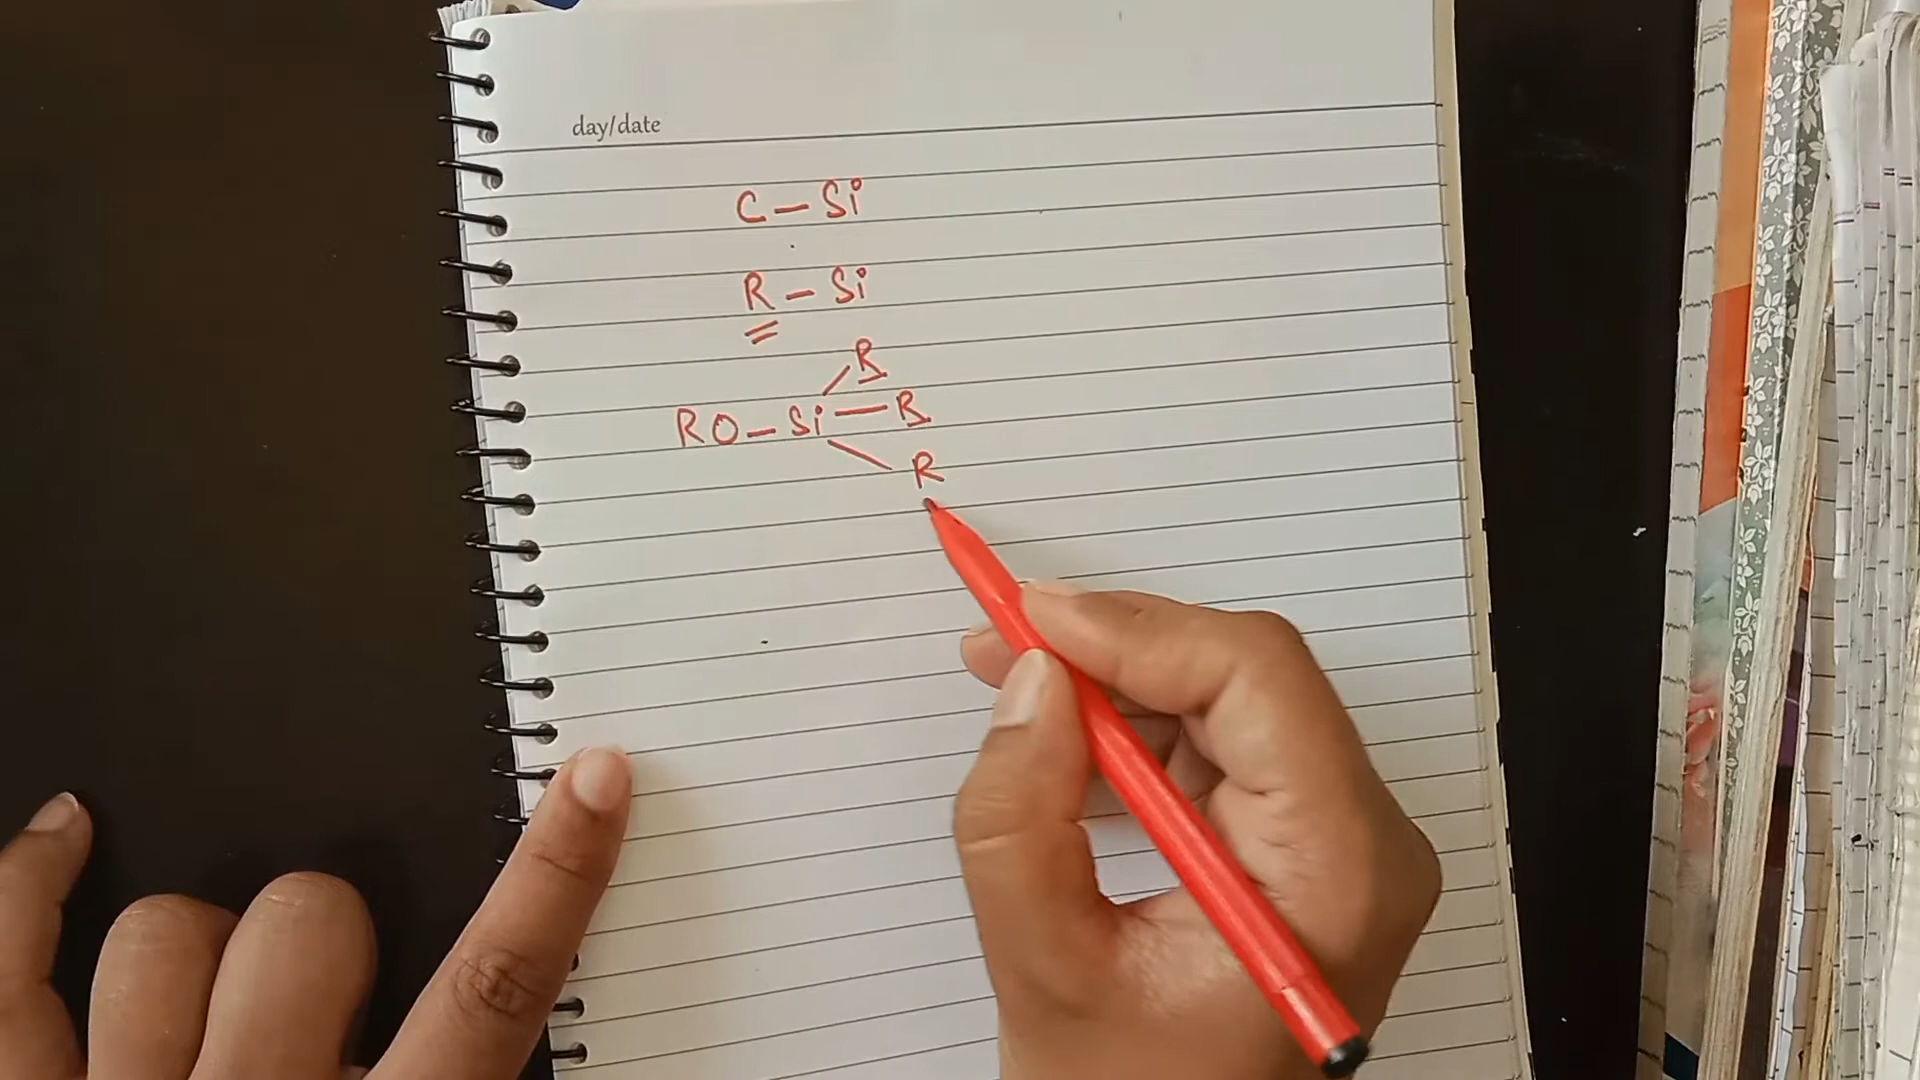 day/date
C - Si
R - Si
R
RO - Si - R
R